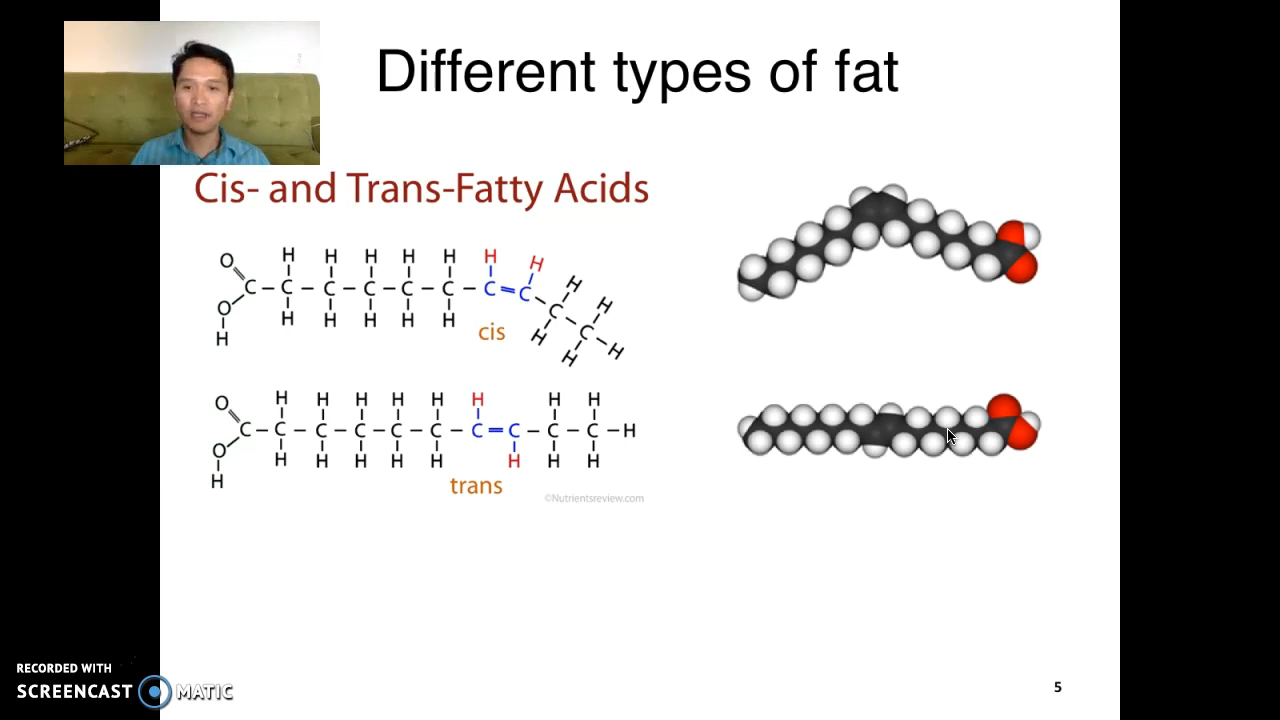 Different types of fat
Cis- and Trans-Fatty Acids
H H H H H H H
O H
C - C - C - C - C - C - C = C H
O H H H H H C H
H cis H C
H H
H H H H H H H H
O
C - C - C - C - C - C - C = C - C - C - H
O H H H H H H H H
H trans
©Nutrientsreview.com
RECORDED WITH
SCREENCAST MATIC
5